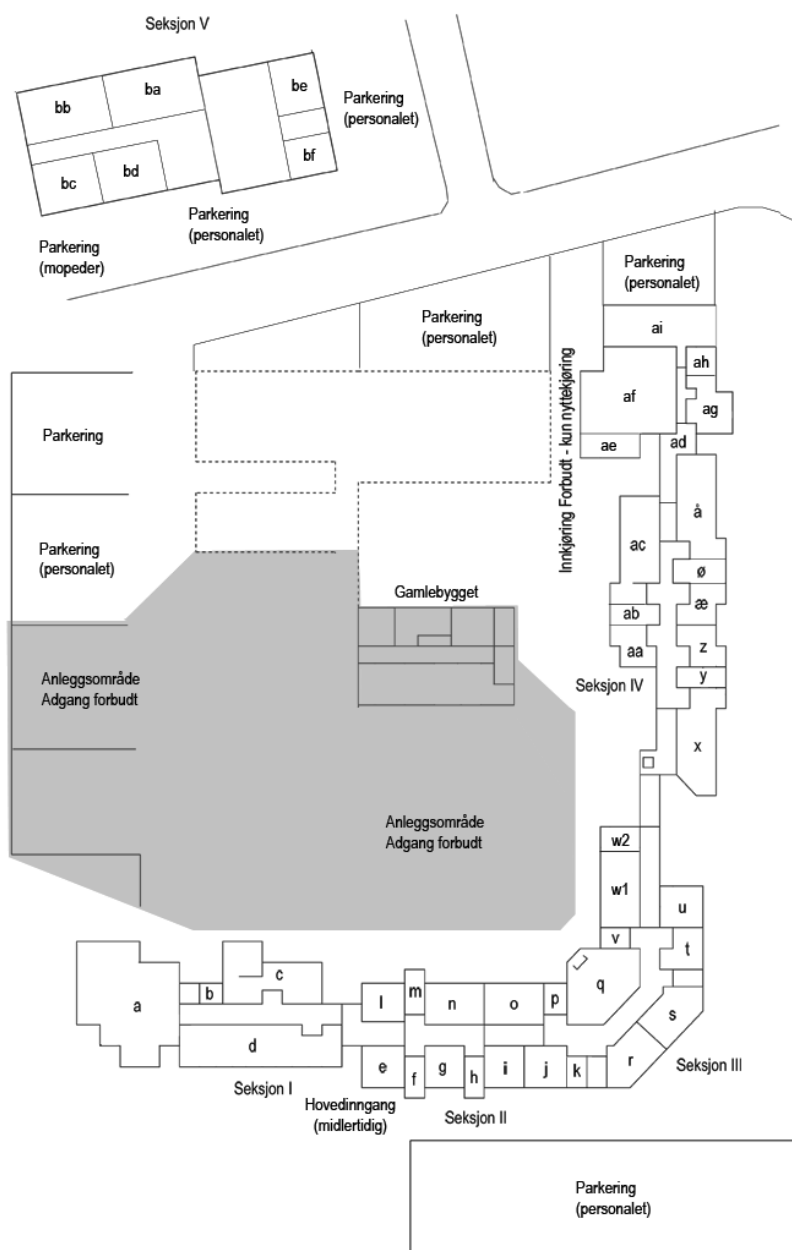 Seksjon V
bb
ba
be
Parkering
(personalet)
bc
bd
bf
Parkering
(personalet)
Parkering
(mopeder)
Parkering
(personalet)
Parkering
(personalet)
ai
Innkjøring Forbudt - kun nyttekjøring
af
ah
ag
ae
ad
Parkering
Parkering
(personalet)
å
ac
ø
Gamlebygget
ab
æ
aa
z
y
Seksjon IV
Anleggsområde
Adgang forbudt
x
Anleggsområde
Adgang forbudt
w2
w1
u
v
t
a
b
c
l
m
n
o
p
q
s
d
e
f
g
h
i
j
k
r
Seksjon I
Seksjon III
Hovedinngang
(midlertidig)
Seksjon II
Parkering
(personalet)